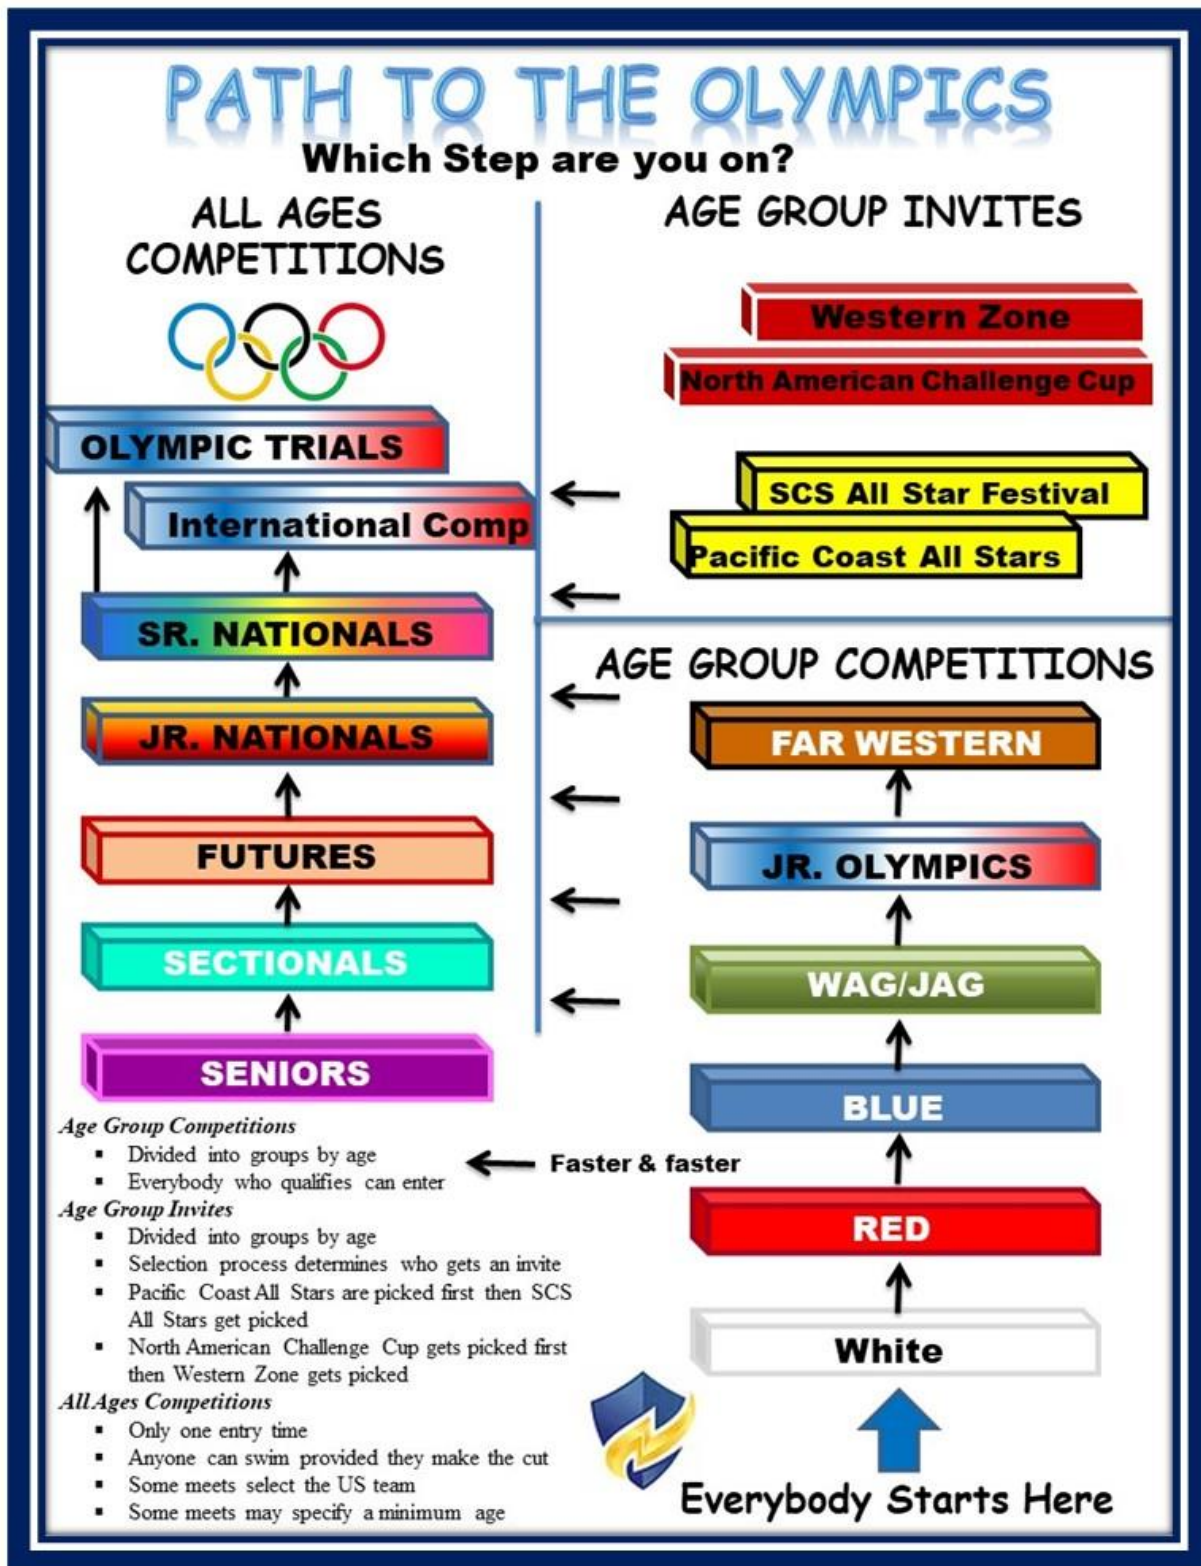 PATH TO THE OLYMPICS
Which Step are you on?
ALL AGES
COMPETITIONS
OLYMPIC TRIALS
International Comp
SR. NATIONALS
JR. NATIONALS
FUTURES
SECTIONALS
SENIORS
AGE GROUP INVITES
Western Zone
North American Challenge Cup
SCS All Star Festival
Pacific Coast All Stars
AGE GROUP COMPETITIONS
FAR WESTERN
JR. OLYMPICS
WAG/JAG
BLUE
RED
White
Everybody Starts Here
Faster & faster
Age Group Competitions
▪ Divided into groups by age
▪ Everybody who qualifies can enter
Age Group Invites
▪ Divided into groups by age
▪ Selection process determines who gets an invite
▪ Pacific Coast All Stars are picked first then SCS
All Stars get picked
▪ North American Challenge Cup gets picked first
then Western Zone gets picked
All Ages Competitions
▪ Only one entry time
▪ Anyone can swim provided they make the cut
▪ Some meets select the US team
▪ Some meets may specify a minimum age